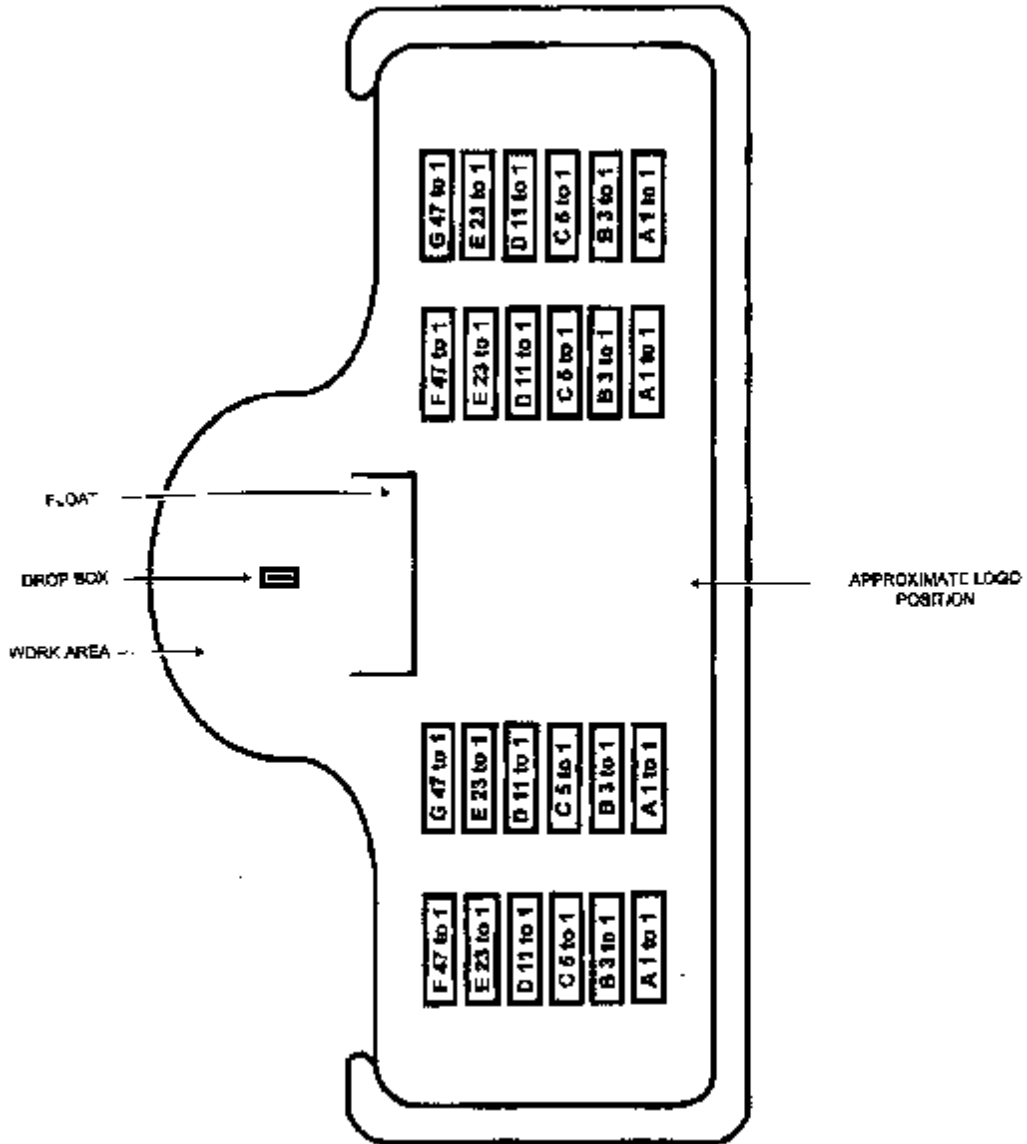 G 47 to 1
E 23 to 1
D 11 to 1
C 5 to 1
B 3 to 1
A 1 to 1
F 47 to 1
E 23 to 1
D 11 to 1
C 5 to 1
B 3 to 1
A 1 to 1
FLOAT
DROP BOX
WORK AREA
APPROXIMATE LOGO
POSITION
G 47 to 1
E 23 to 1
D 11 to 1
C 5 to 1
B 3 to 1
A 1 to 1
F 47 to 1
E 23 to 1
D 11 to 1
C 5 to 1
B 3 to 1
A 1 to 1